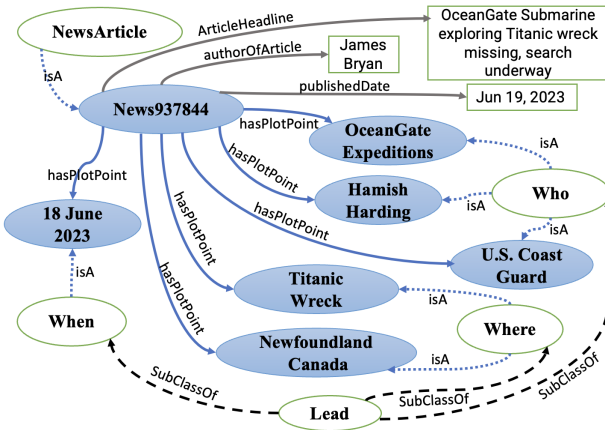 NewsArticle
ArticleHeadline
OceanGate Submarine
exploring Titanic wreck
missing, search
underway
authorOfArticle
James
Bryan
isA
publishedDate
Jun 19, 2023
News937844
hasPlotPoint
OceanGate
Expeditions
isA
hasPlotPoint
hasPlotPoint
Hamish
Harding
isA
Who
18 June
2023
hasPlotPoint
hasPlotPoint
isA
U.S. Coast
Guard
isA
Titanic
Wreck
isA
hasPlotPoint
When
Where
Newfoundland
Canada
isA
SubClassOf
SubClassOf
SubClassOf
Lead